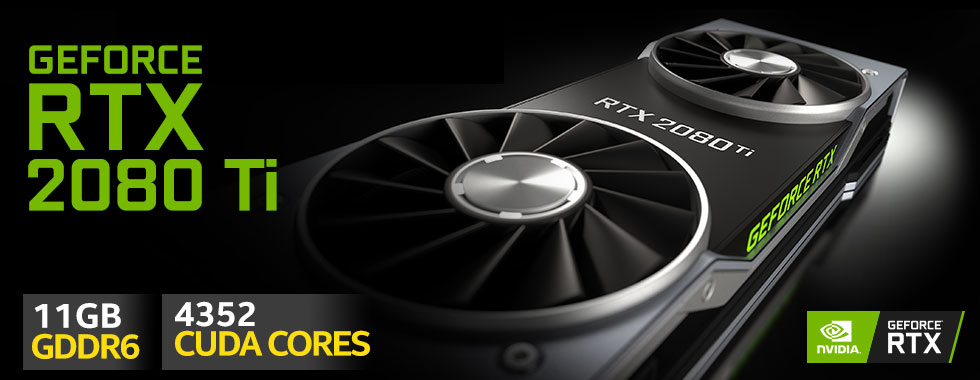 GEFORCE
RTX
2080 Ti
RTX 2080 Ti
GEFORCE RTX
11GB
GDDR6
4352
CUDA CORES
NVIDIA.
GEFORCE
RTX